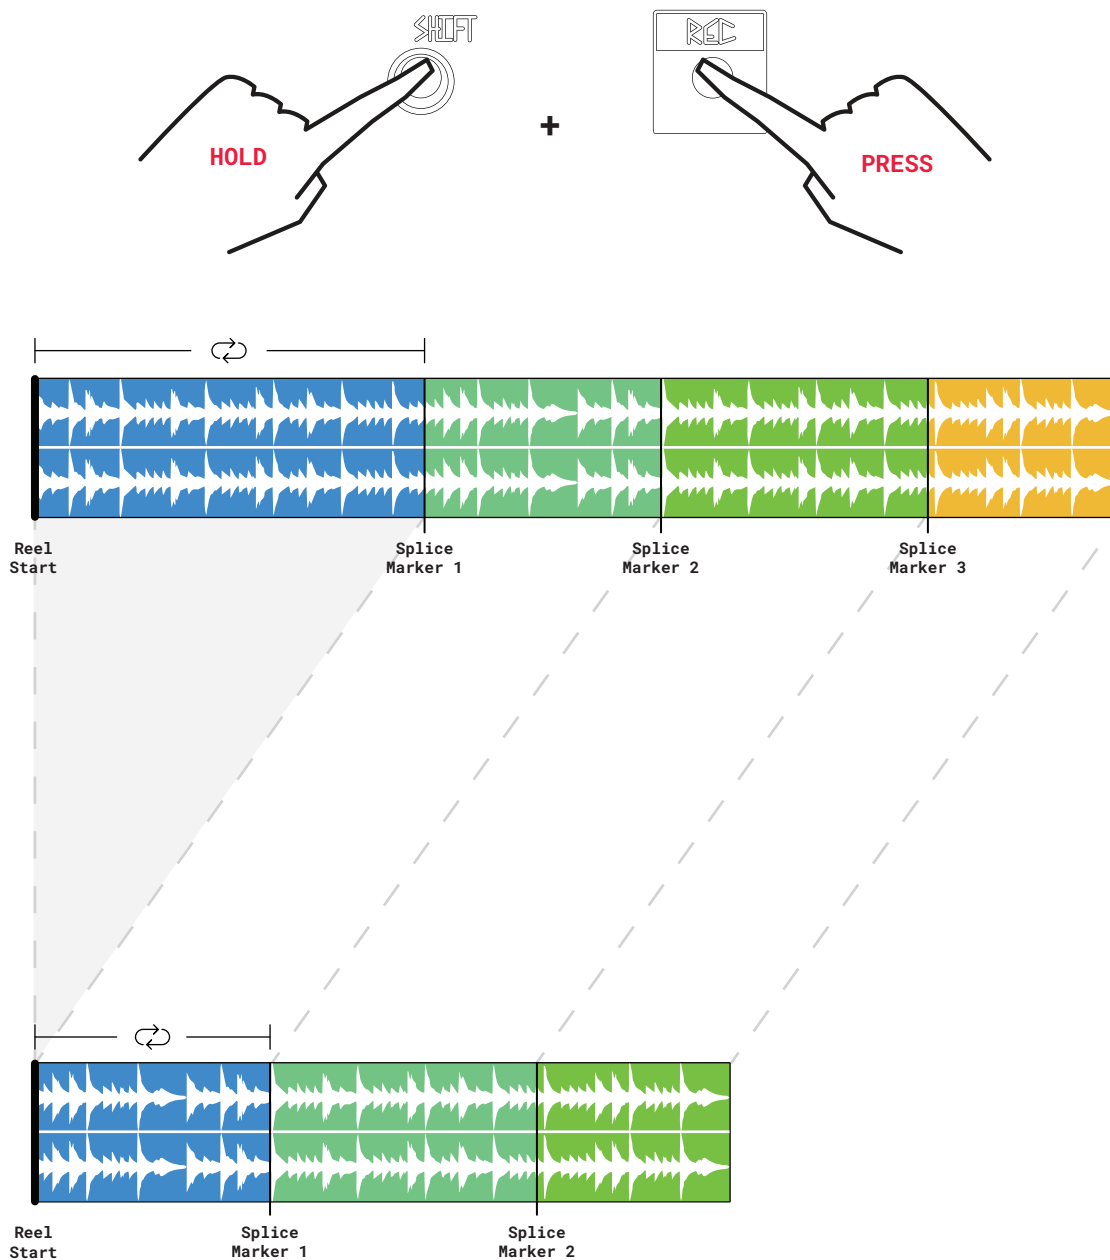 SHIFT
REC
+
HOLD
PRESS
Reel Start
Splice Marker 1
Splice Marker 2
Splice Marker 3
Reel Start
Splice Marker 1
Splice Marker 2